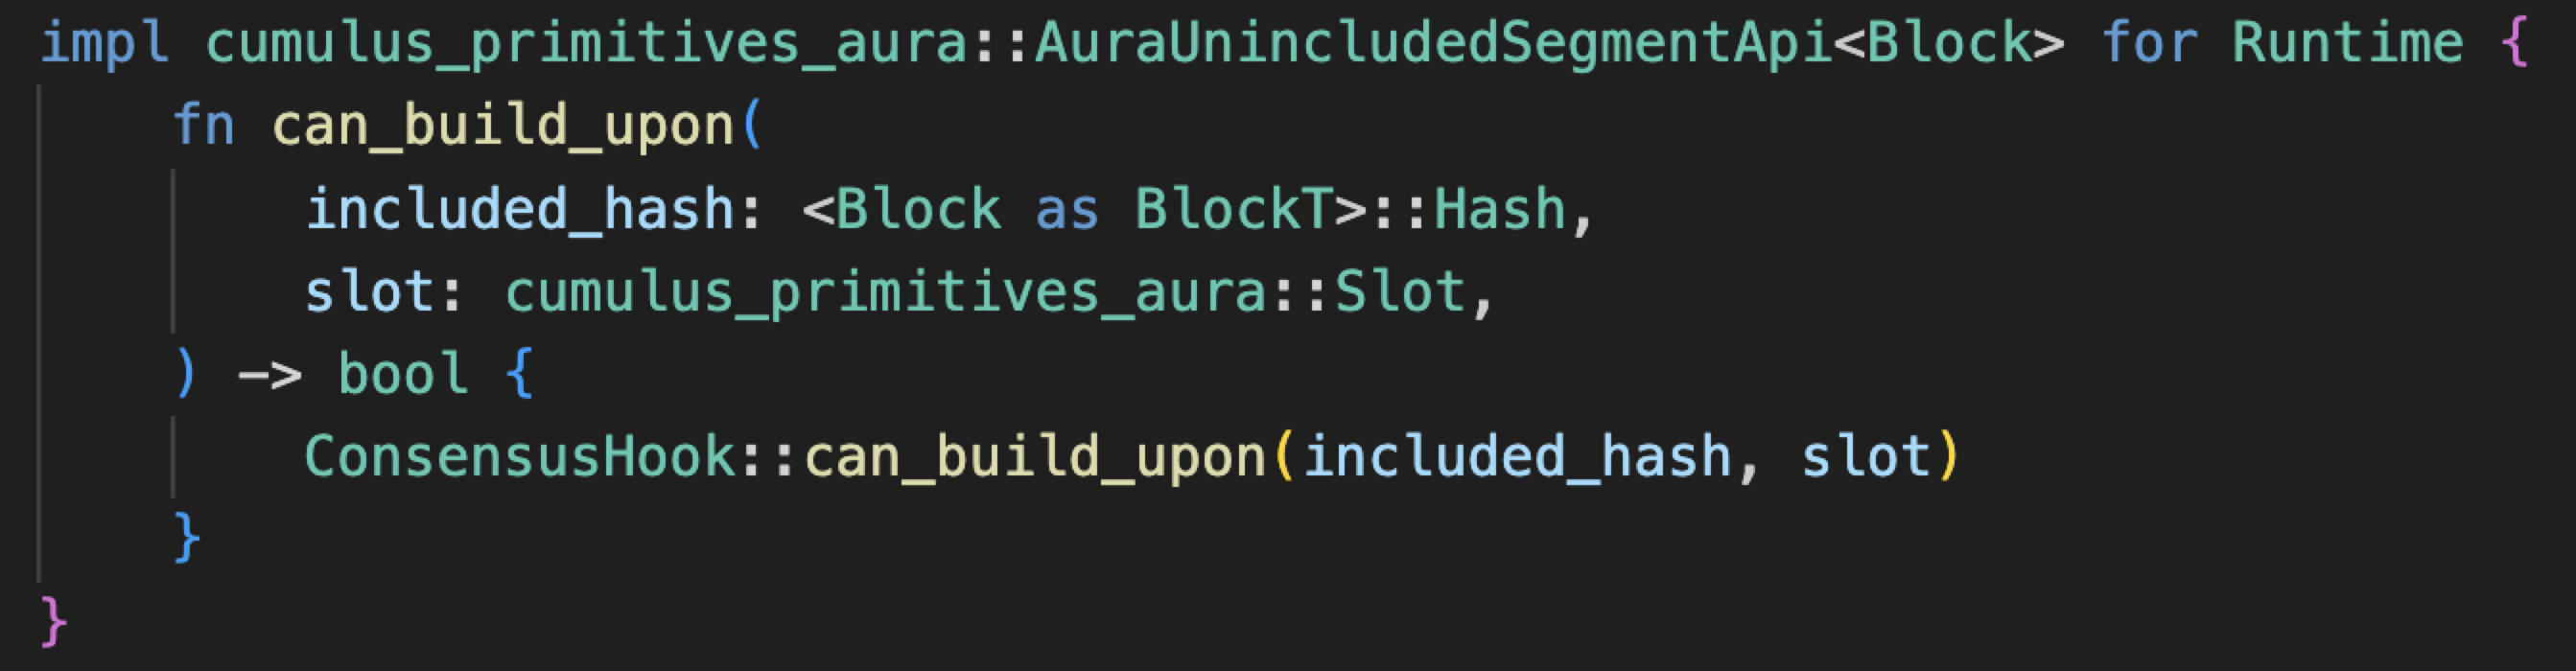 impl cumulus_primitives_aura::AuraUnincludedSegmentApi<Block> for Runtime {
    fn can_build_upon(
        included_hash: <Block as BlockT>::Hash,
        slot: cumulus_primitives_aura::Slot,
    ) -> bool {
        ConsensusHook::can_build_upon(included_hash, slot)
    }
}